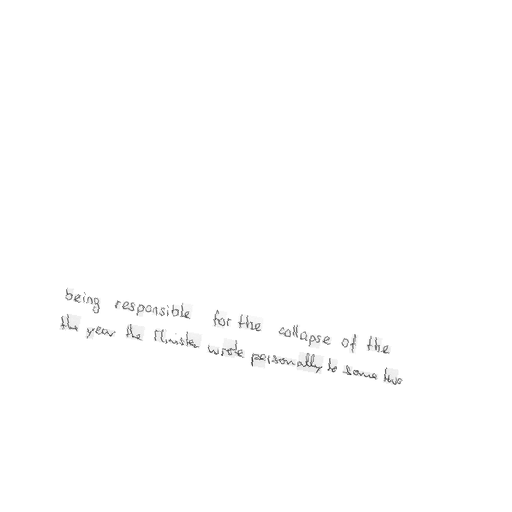 being responsible for the collapse of the
the year the Minister wrote personally to some two